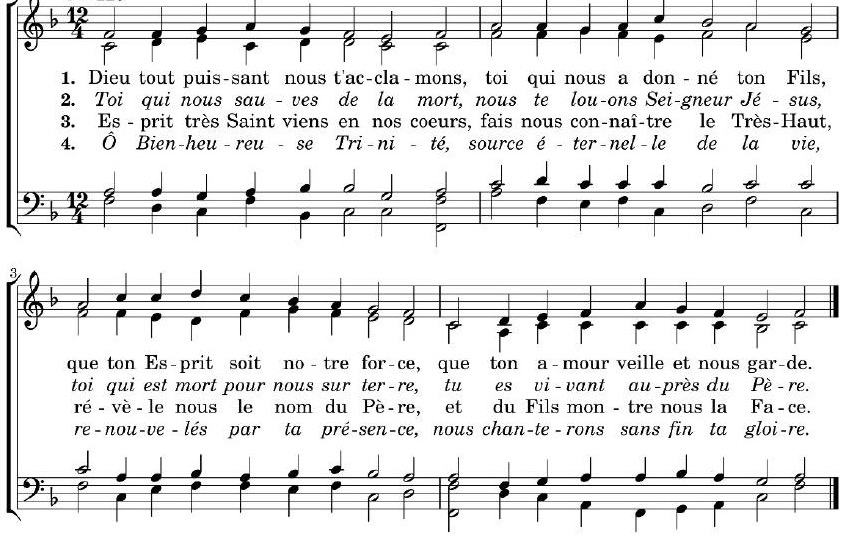 12
4
1. Dieu tout puis - sant nous t'ac - cla - mons, toi qui nous a don - né ton Fils,
2. Toi qui nous sau - ves de la mort, nous te lou - ons Sei - gneur Jé - sus,
3. Es - prit très Saint viens en nos coeurs, fais nous con - naî - tre le Très - Haut,
4. Ô Bien - heu - reu - se Tri - ni - té, source é - ter - nel - le de la vie,
12
4
3
que ton Es - prit soit no - tre for - ce, que ton a - mour veille et nous gar - de.
toi qui est mort pour nous sur ter - re, tu es vi - vant au - près du Pè - re.
ré - vè - le nous le nom du Pè - re, et du Fils mon - tre nous la Fa - ce.
re - nou - ve - lés par ta pré - sen - ce, nous chan - te - rons sans fin ta gloi - re.